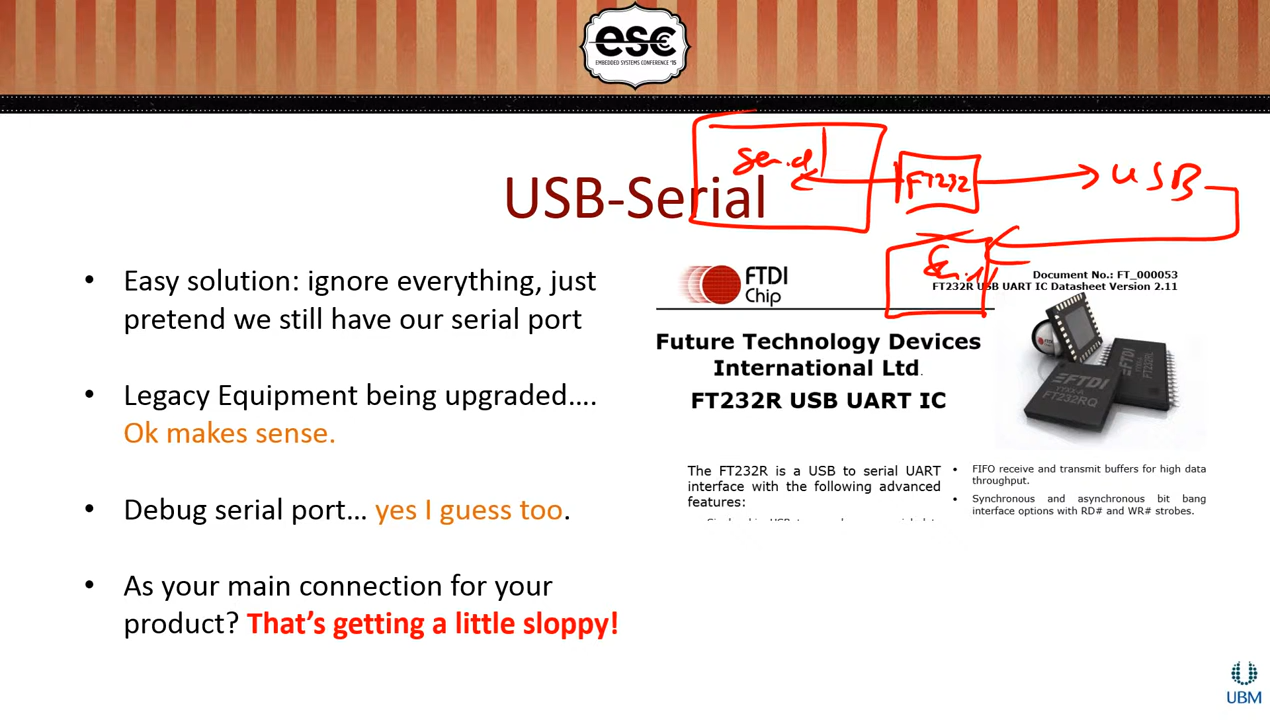 esc
EMBEDDED SYSTEMS CONFERENCE '15
serial
FT232
USB
USB-Serial
• Easy solution: ignore everything, just
pretend we still have our serial port
• Legacy Equipment being upgraded....
Ok makes sense.
• Debug serial port... yes I guess too.
• As your main connection for your
product? That's getting a little sloppy!
FTDI
Chip
Serial
Document No.: FT_000053
FT232R USB UART IC Datasheet Version 2.11
Future Technology Devices
International Ltd.
FT232R USB UART IC
FTDI
FT232RQ
FTDI
The FT232R is a USB to serial UART
interface with the following advanced
features:
• FIFO receive and transmit buffers for high data
throughput.
• Synchronous and asynchronous bit bang
interface options with RD# and WR# strobes.
UBM